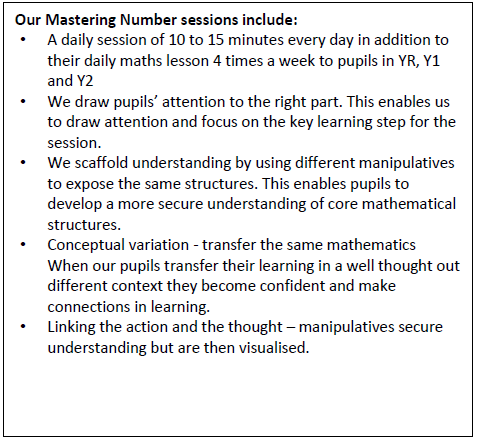 Our Mastering Number sessions include:
• A daily session of 10 to 15 minutes every day in addition to
their daily maths lesson 4 times a week to pupils in YR, Y1
and Y2
• We draw pupils’ attention to the right part. This enables us
to draw attention and focus on the key learning step for the
session.
• We scaffold understanding by using different manipulatives
to expose the same structures. This enables pupils to
develop a more secure understanding of core mathematical
structures.
• Conceptual variation - transfer the same mathematics
When our pupils transfer their learning in a well thought out
different context they become confident and make
connections in learning.
• Linking the action and the thought – manipulatives secure
understanding but are then visualised.